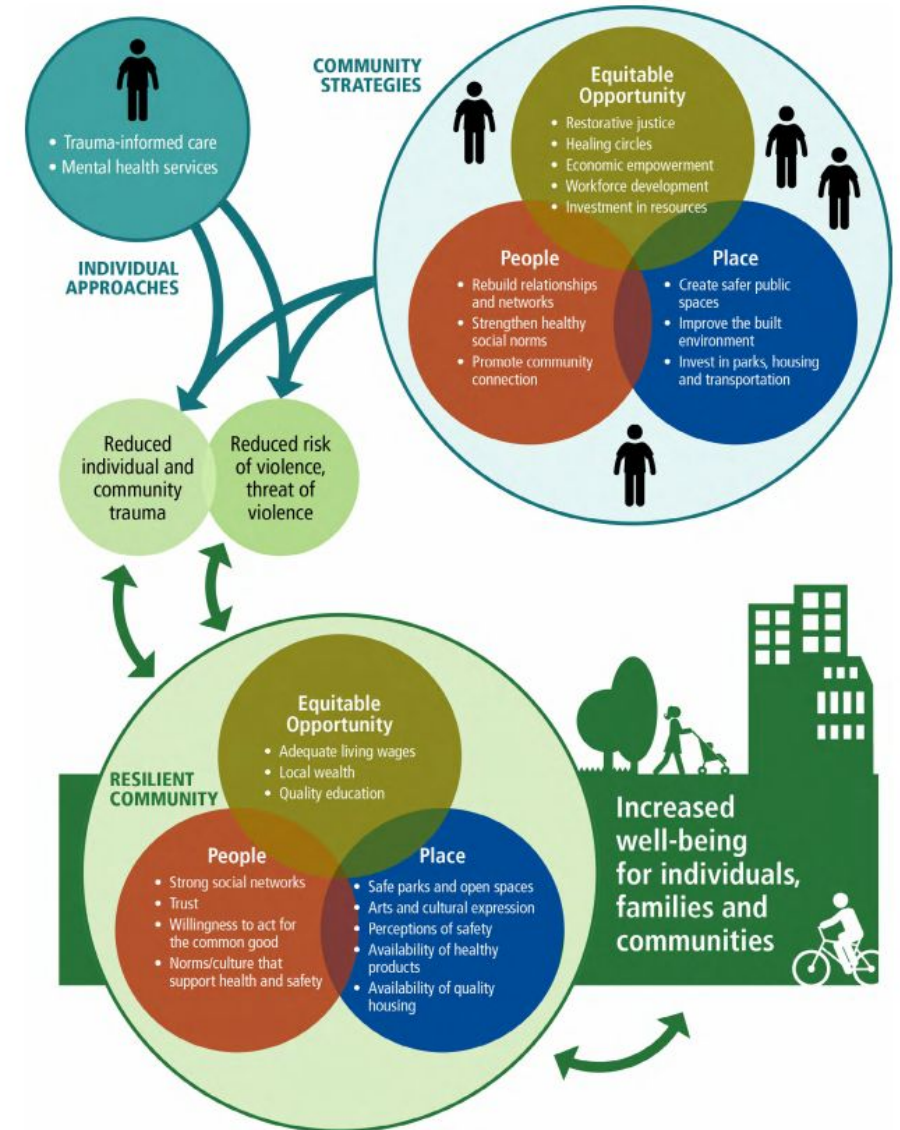 • Trauma-informed care
• Mental health services
INDIVIDUAL
APPROACHES
COMMUNITY
STRATEGIES
Equitable
Opportunity
• Restorative justice
• Healing circles
• Economic empowerment
• Workforce development
• Investment in resources
People
• Rebuild relationships
and networks
• Strengthen healthy
social norms
• Promote community
connection
Place
• Create safer public
spaces
• Improve the built
environment
• Invest in parks, housing
and transportation
Reduced
individual and
community
trauma
Reduced risk
of violence,
threat of
violence
RESILIENT
COMMUNITY
Equitable
Opportunity
• Adequate living wages
• Local wealth
• Quality education
People
• Strong social networks
• Trust
• Willingness to act for
the common good
• Norms/culture that
support health and safety
Place
• Safe parks and open spaces
• Arts and cultural expression
• Perceptions of safety
• Availability of healthy
products
• Availability of quality
housing
Increased
well-being
for individuals,
families and
communities